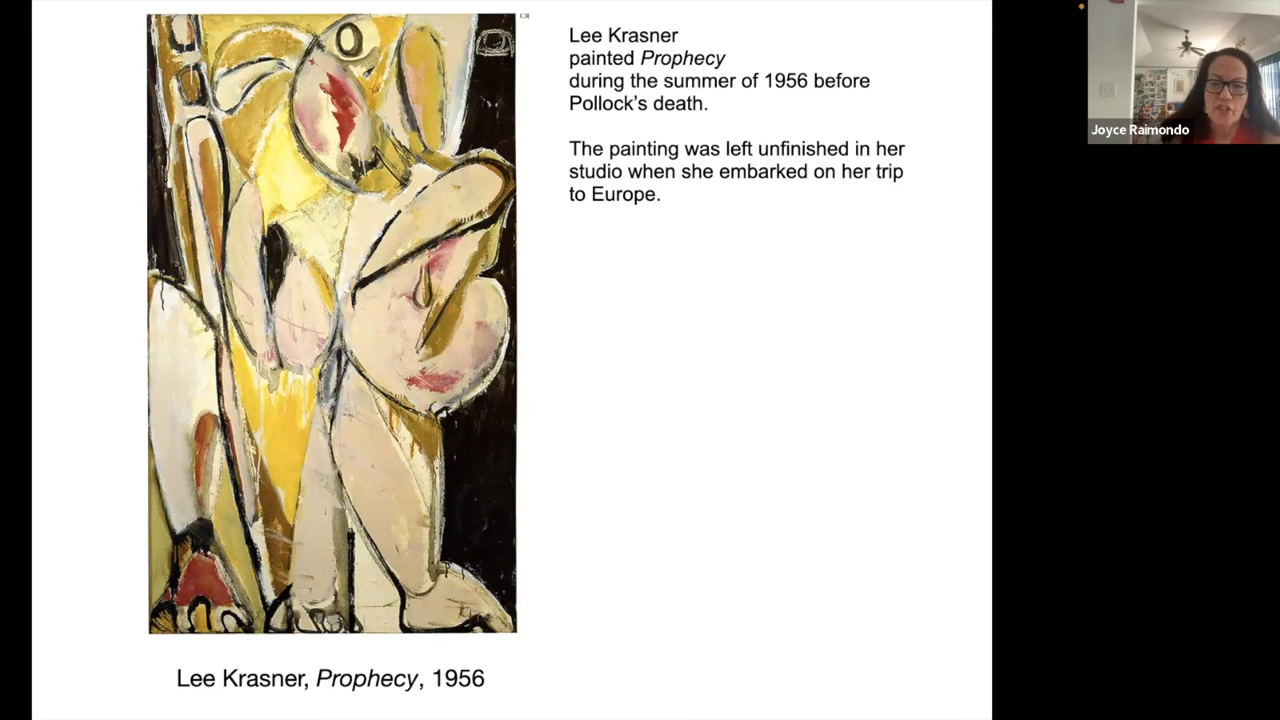 Lee Krasner
painted Prophecy
during the summer of 1956 before
Pollock's death.
The painting was left unfinished in her
studio when she embarked on her trip
to Europe.
Joyce Raimondo
Lee Krasner, Prophecy, 1956